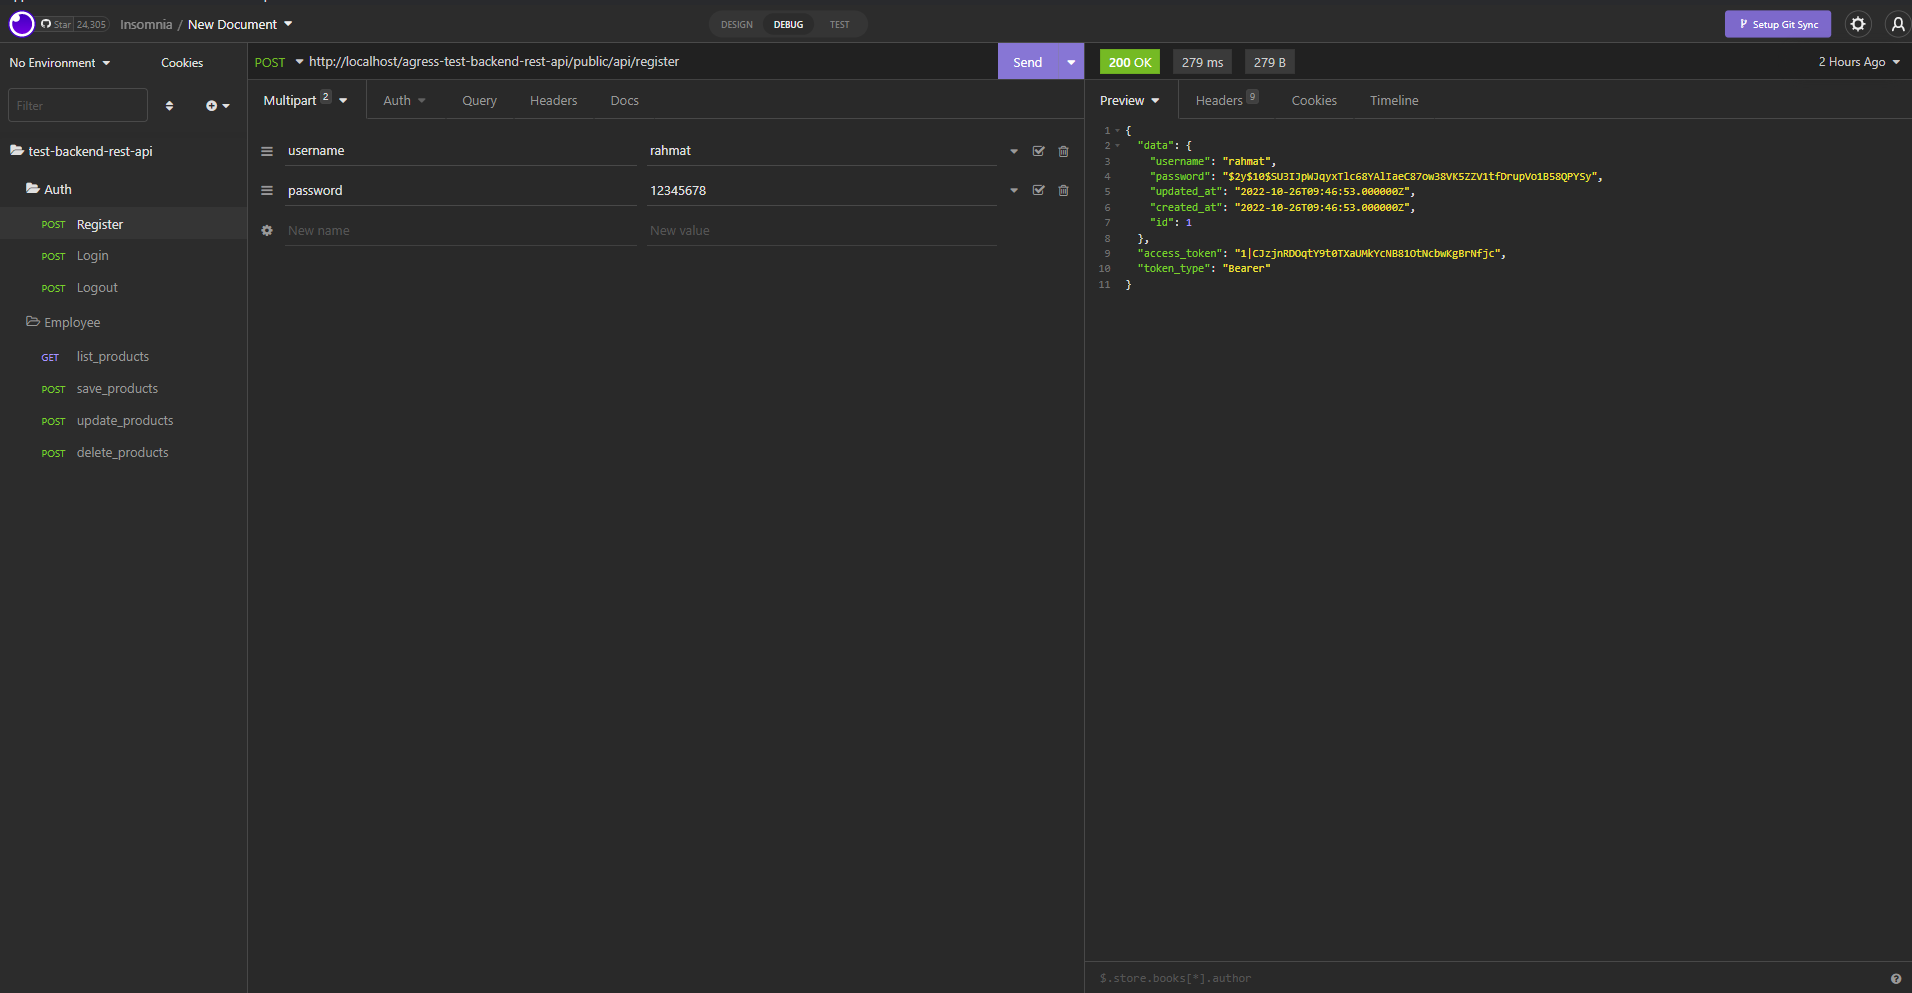 Star 24,305
Insomnia / New Document
DESIGN DEBUG TEST
Setup Git Sync
No Environment Cookies
Filter
test-backend-rest-api
Auth
POST Register
POST Login
POST Logout
Employee
GET list_products
POST save_products
POST update_products
POST delete_products
POST http://localhost/agress-test-backend-rest-api/public/api/register Send
Multipart 2 Auth Query Headers Docs
username rahmat
password 12345678
New name New value
200 OK 279 ms 279 B 2 Hours Ago
Preview Headers 9 Cookies Timeline
1 {
2 "data": {
3 "username": "rahmat",
4 "password": "$2y$10$SU3IJpWJqyxTlc68YAlIaeC87ow38VK5ZZV1tfDrupVo1B58QPYSy",
5 "updated_at": "2022-10-26T09:46:53.000000Z",
6 "created_at": "2022-10-26T09:46:53.000000Z",
7 "id": 1
8 },
9 "access_token": "1|CJzjnRDOqtY9t0TXaUMkYcNB81OtNcbwKgBrNfjc",
10 "token_type": "Bearer"
11 }
$.store.books[*].author